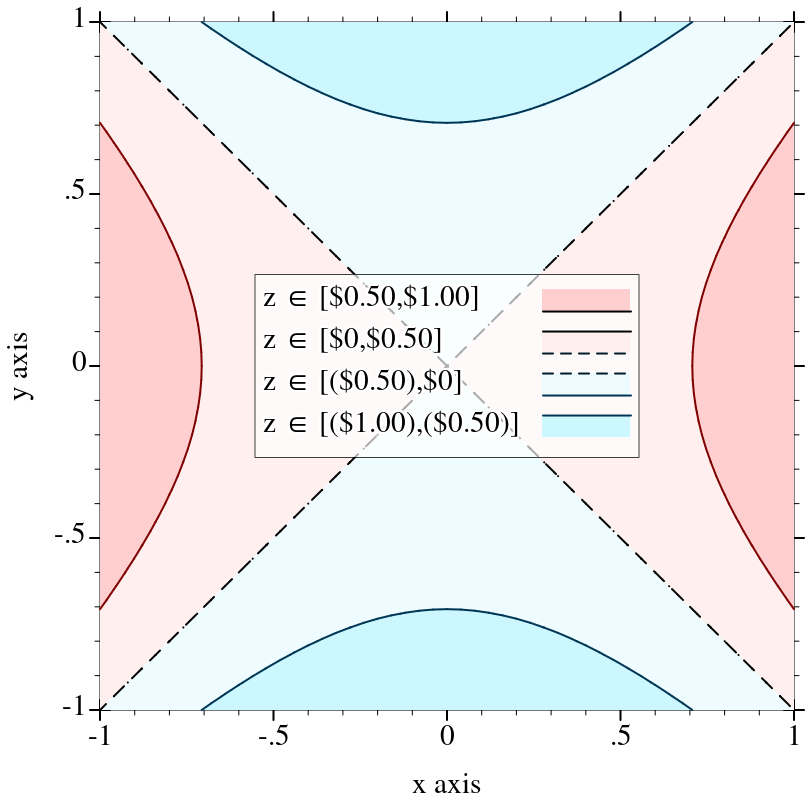 1
.5
y axis
0
z ∈ [$0.50,$1.00]
z ∈ [$0,$0.50]
z ∈ [($0.50),$0]
z ∈ [($1.00),($0.50)]
-.5
-1
-1 -.5 0 .5 1
x axis